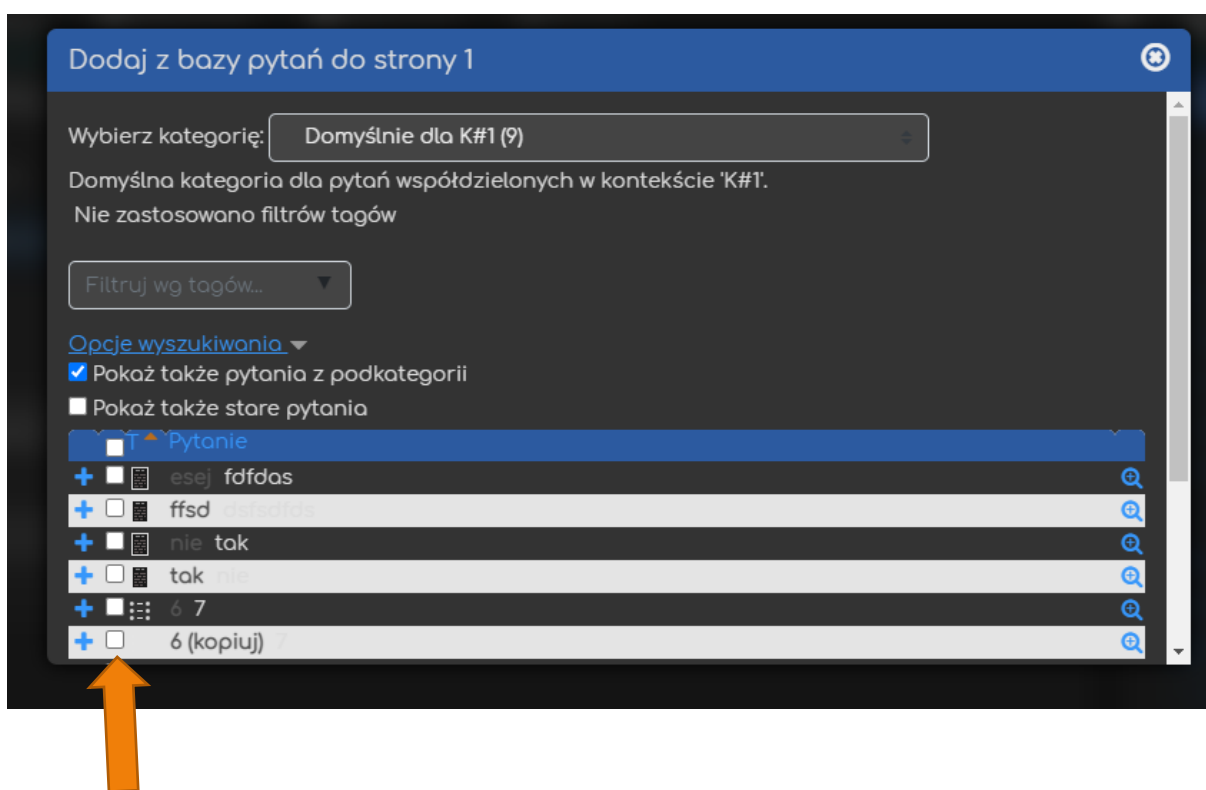 Dodaj z bazy pytań do strony 1
Wybierz kategorię: Domyślnie dla K#1 (9)
Domyślna kategoria dla pytań współdzielonych w kontekście 'K#1'.
Nie zastosowano filtrów tagów
Filtruj wg tagów...
Opcje wyszukiwania
Pokaż także pytania z podkategorii
Pokaż także stare pytania
T Pytanie
esej fdfdas
ffsd dsfsdfds
nie tak
tak nie
6 7
6 (kopiuj) 7